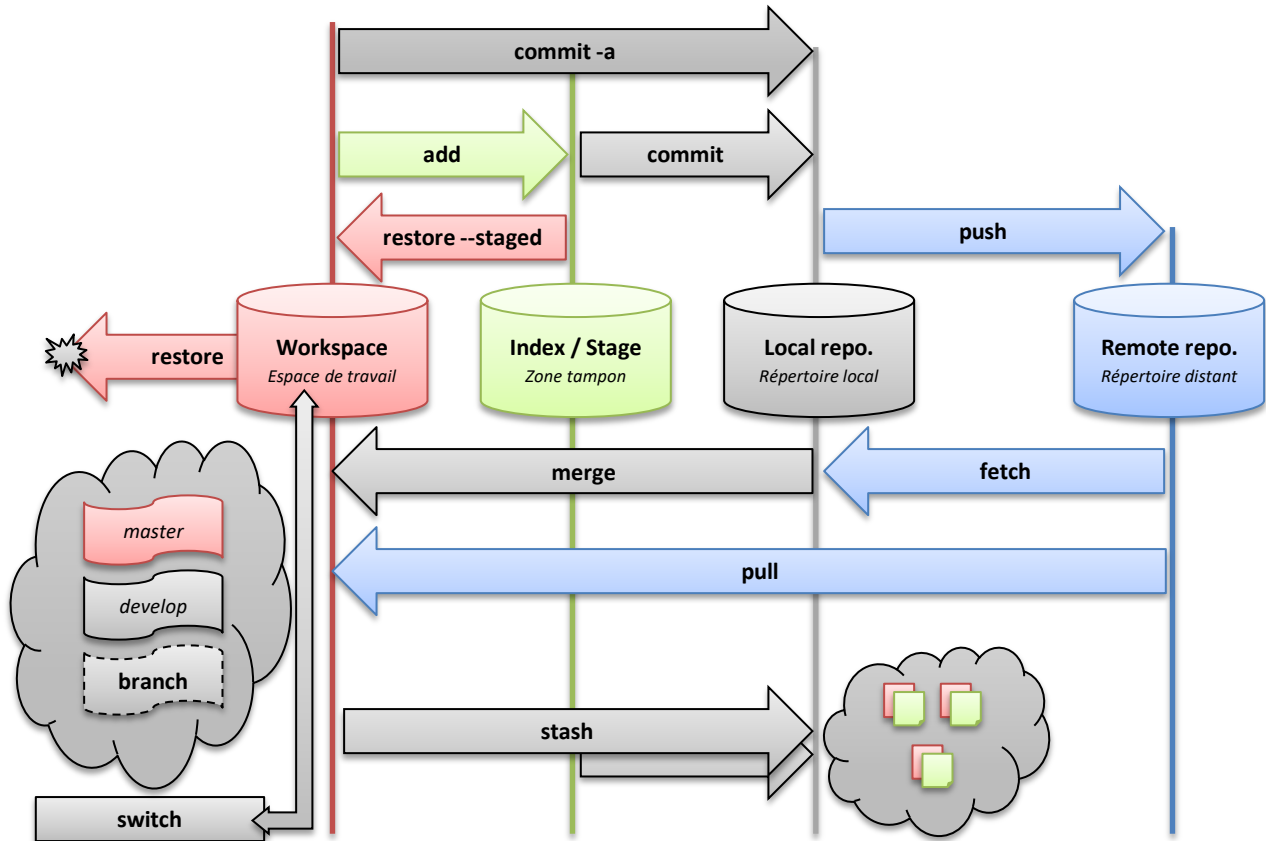 commit -a
add
commit
restore --staged
push
restore
Workspace
Espace de travail
Index / Stage
Zone tampon
Local repo.
Répertoire local
Remote repo.
Répertoire distant
merge
fetch
master
pull
develop
branch
stash
switch